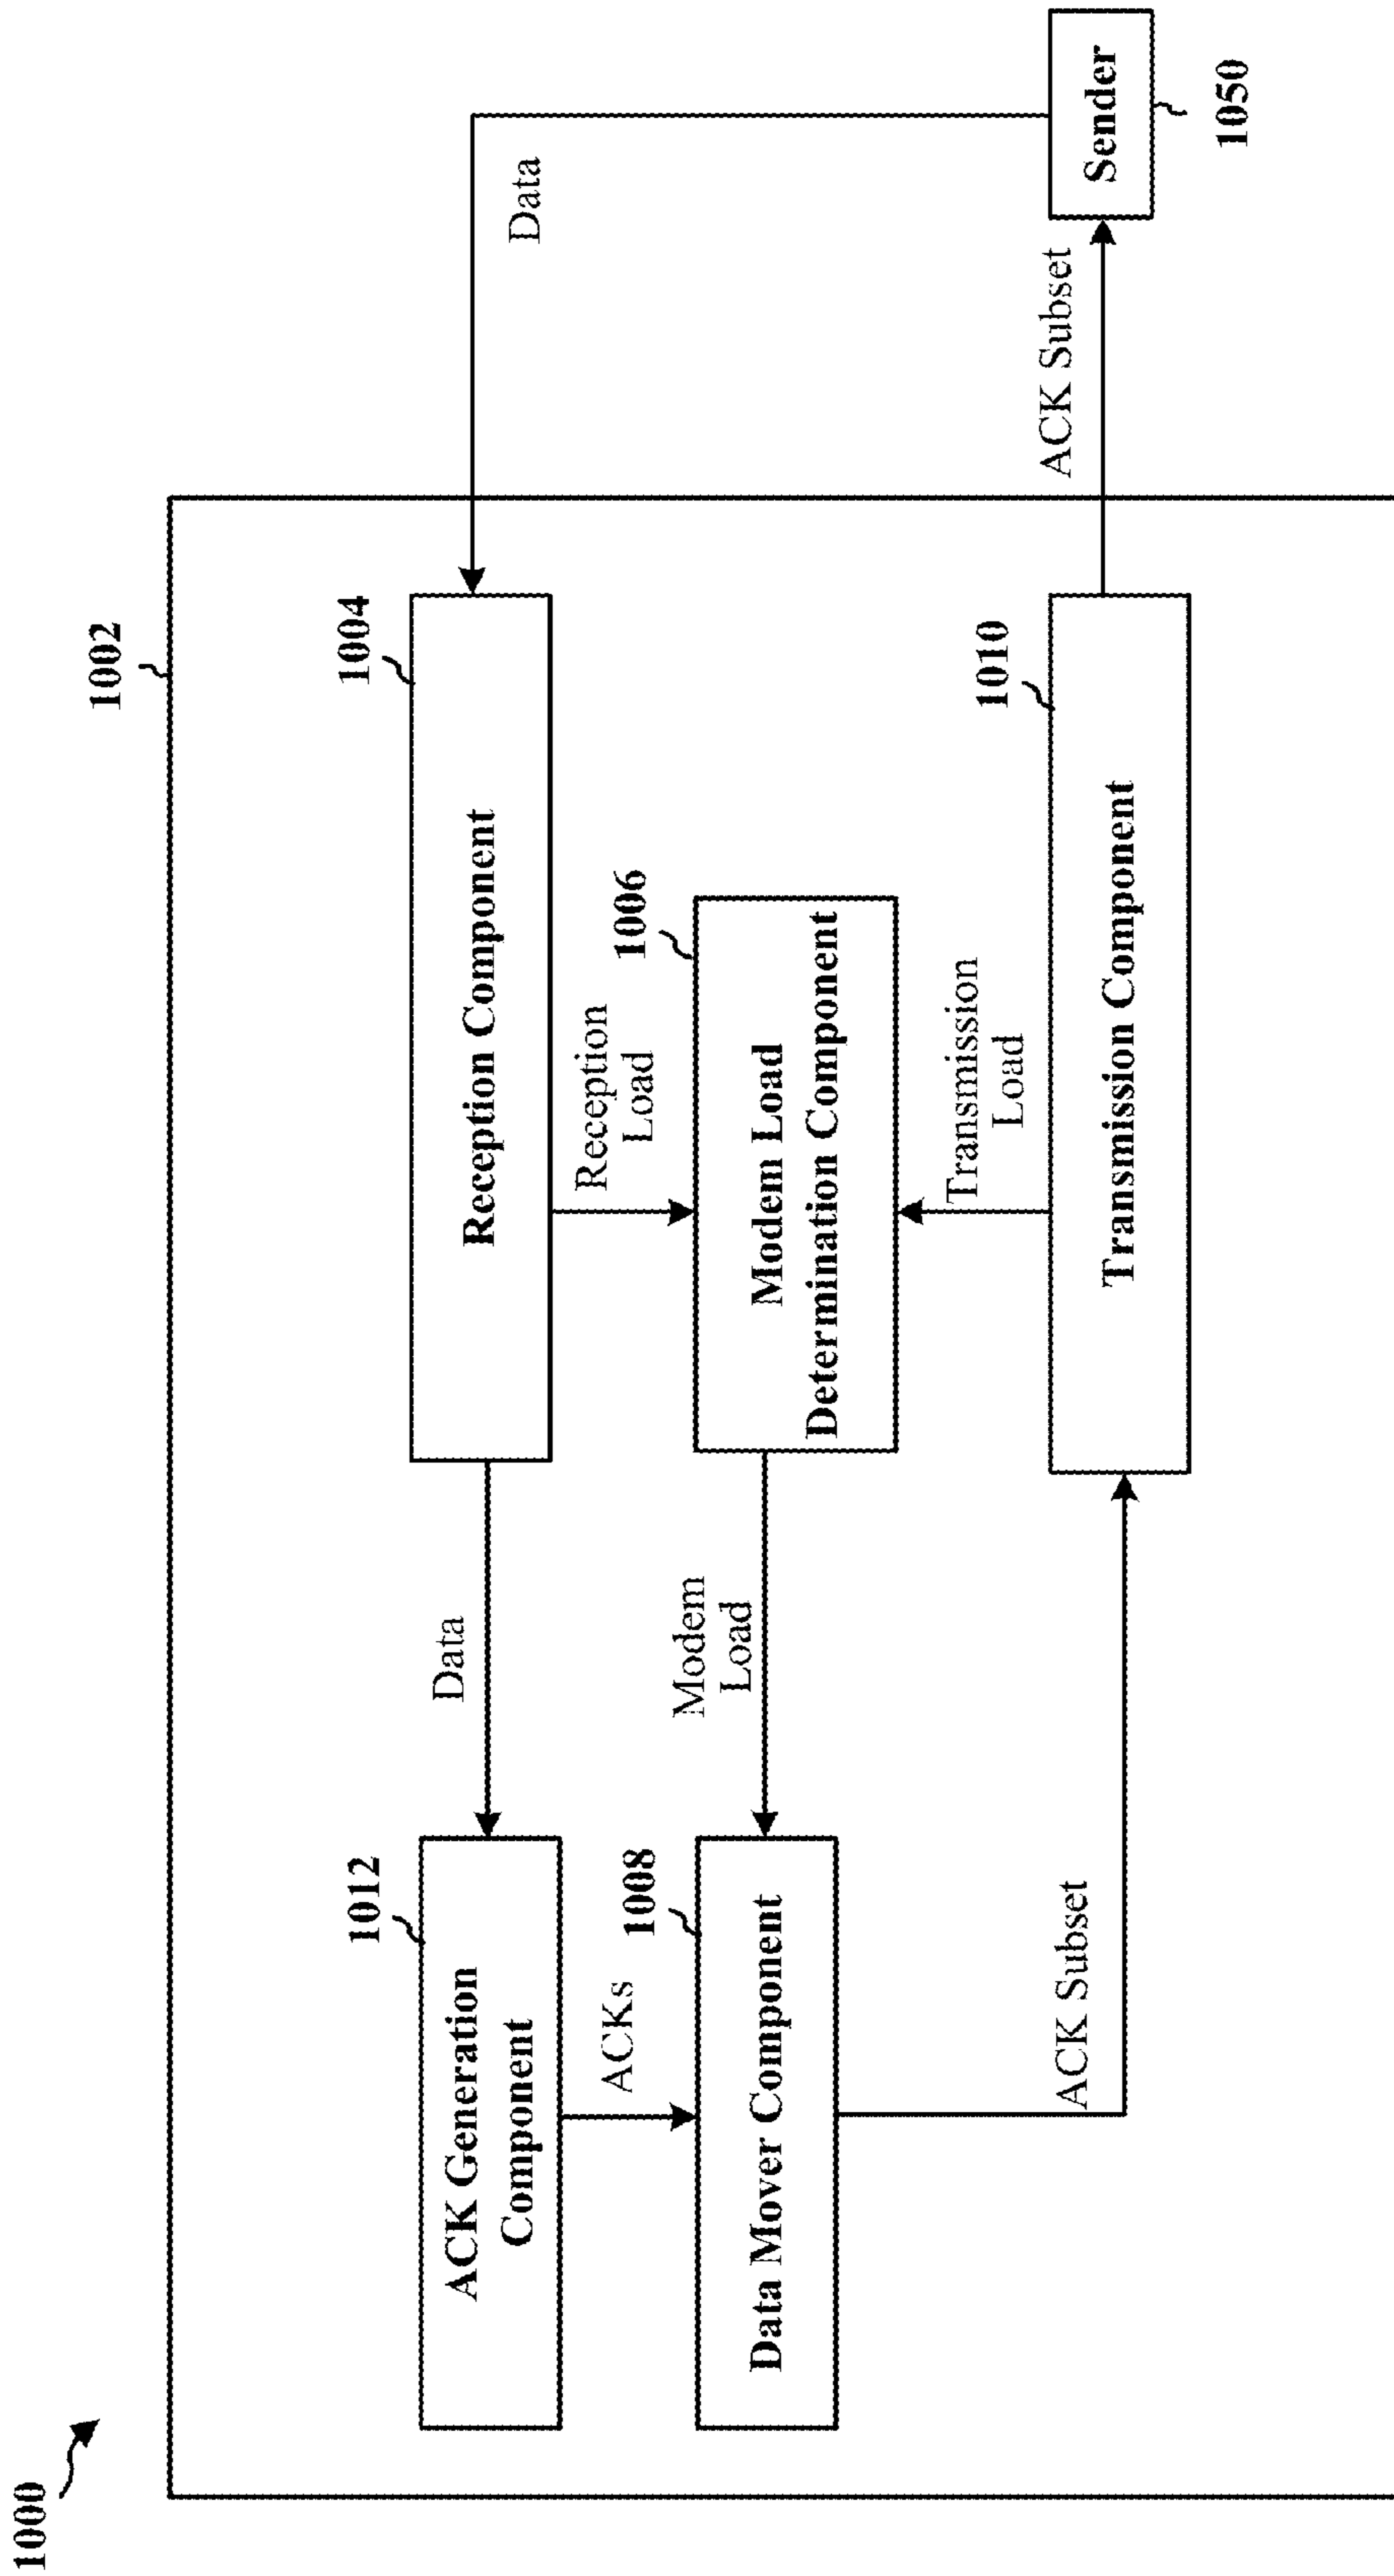 1000
1002
1012
ACK Generation
Component
Data
1004
Reception Component
Data
ACKs
Reception
Load
1008
Data Mover Component
Modem
Load
1006
Modem Load
Determination Component
Transmission
Load
ACK Subset
1010
Transmission Component
ACK Subset
Sender
1050